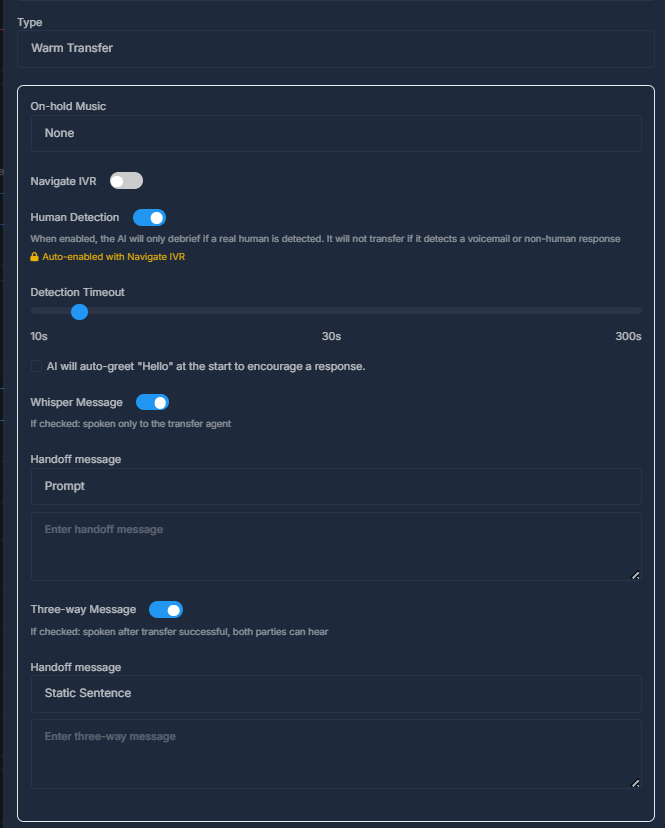 Type
Warm Transfer
On-hold Music
None
Navigate IVR
Human Detection
When enabled, the AI will only debrief if a real human is detected. It will not transfer if it detects a voicemail or non-human response
Auto-enabled with Navigate IVR
Detection Timeout
10s 30s 300s
AI will auto-greet "Hello" at the start to encourage a response.
Whisper Message
If checked: spoken only to the transfer agent
Handoff message
Prompt
Enter handoff message
Three-way Message
If checked: spoken after transfer successful, both parties can hear
Handoff message
Static Sentence
Enter three-way message